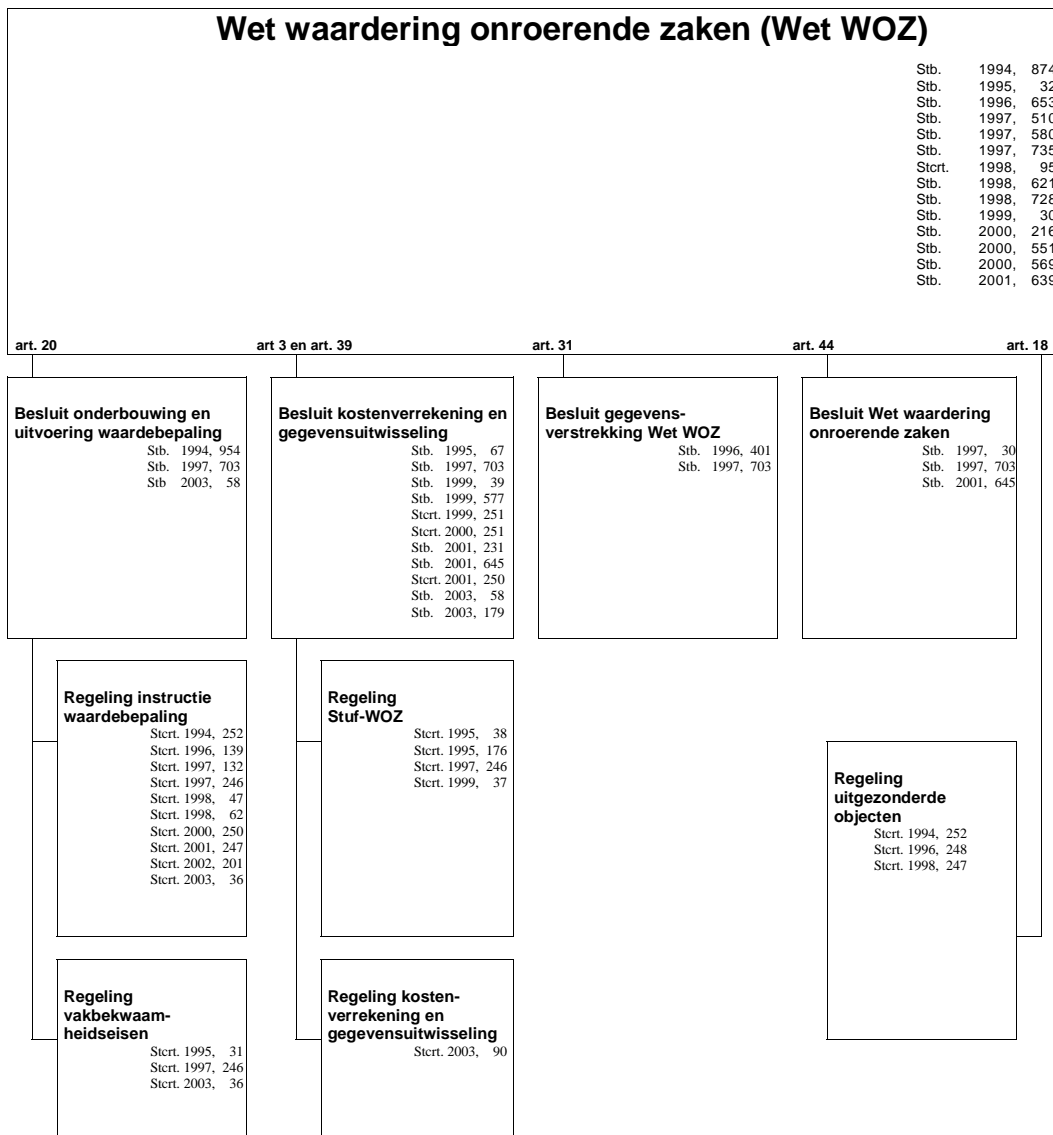 Wet waardering onroerende zaken (Wet WOZ)
Stb. 1994, 874
Stb. 1995, 32
Stb. 1996, 653
Stb. 1997, 510
Stb. 1997, 580
Stb. 1997, 735
Stcrt. 1998, 95
Stb. 1998, 621
Stb. 1998, 728
Stb. 1999, 30
Stb. 2000, 216
Stb. 2000, 551
Stb. 2000, 569
Stb. 2001, 639
art. 20 art 3 en art. 39 art. 31 art. 44 art. 18
Besluit onderbouwing en
uitvoering waardebepaling
Stb. 1994, 954
Stb. 1997, 703
Stb 2003, 58
Besluit kostenverrekening en
gegevensuitwisseling
Stb. 1995, 67
Stb. 1997, 703
Stb. 1999, 39
Stb. 1999, 577
Stcrt. 1999, 251
Stcrt. 2000, 251
Stb. 2001, 231
Stb. 2001, 645
Stcrt. 2001, 250
Stb. 2003, 58
Stb. 2003, 179
Besluit gegevens-
verstrekking Wet WOZ
Stb. 1996, 401
Stb. 1997, 703
Besluit Wet waardering
onroerende zaken
Stb. 1997, 30
Stb. 1997, 703
Stb. 2001, 645
Regeling instructie
waardebepaling
Stcrt. 1994, 252
Stcrt. 1996, 139
Stcrt. 1997, 132
Stcrt. 1997, 246
Stcrt. 1998, 47
Stcrt. 1998, 62
Stcrt. 2000, 250
Stcrt. 2001, 247
Stcrt. 2002, 201
Stcrt. 2003, 36
Regeling
Stuf-WOZ
Stcrt. 1995, 38
Stcrt. 1995, 176
Stcrt. 1997, 246
Stcrt. 1999, 37
Regeling
uitgezonderde
objecten
Stcrt. 1994, 252
Stcrt. 1996, 248
Stcrt. 1998, 247
Regeling
vakbekwaam-
heidseisen
Stcrt. 1995, 31
Stcrt. 1997, 246
Stcrt. 2003, 36
Regeling kosten-
verrekening en
gegevensuitwisseling
Stcrt. 2003, 90